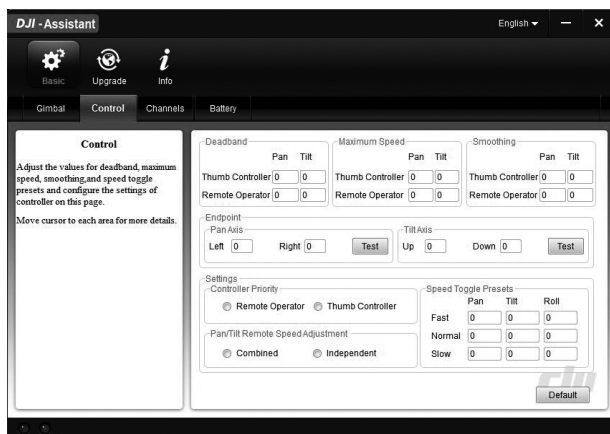 DJI - Assistant English
Basic Upgrade Info
Gimbal Control Channels Battery
Control
Adjust the values for deadband, maximum
speed, smoothing,and speed toggle
presets and configure the settings of
controller on this page.
Move cursor to each area for more details.
Deadband Maximum Speed Smoothing
Pan Tilt Pan Tilt Pan Tilt
Thumb Controller 0 0 Thumb Controller 0 0 Thumb Controller 0 0
Remote Operator 0 0 Remote Operator 0 0 Remote Operator 0 0
Endpoint
Pan Axis Tilt Axis
Left 0 Right 0 Test Up 0 Down 0 Test
Settings
Controller Priority Speed Toggle Presets
Pan Tilt Roll
Remote Operator Thumb Controller
Fast 0 0 0
Pan/Tilt Remote Speed Adjustment
Normal 0 0 0
Combined Independent
Slow 0 0 0
dji
Default